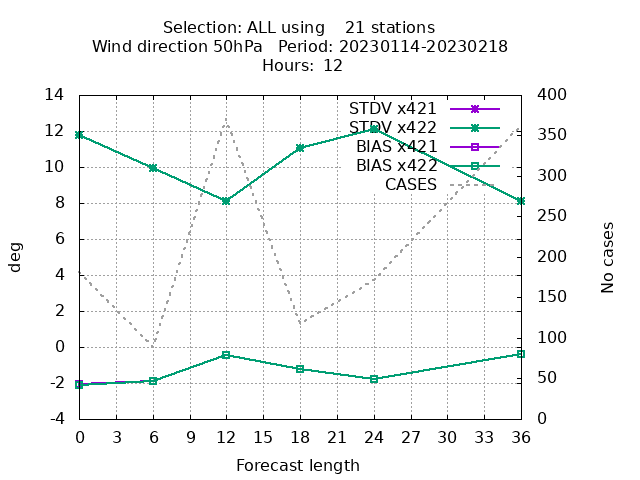 Selection: ALL using    21 stations
Wind direction 50hPa   Period: 20230114-20230218
Hours:  12
14
12
10
8
6
4
2
0
-2
-4
deg
STDV x421
STDV x422
BIAS x421
BIAS x422
CASES
400
350
300
250
200
150
100
50
0
No cases
0 3 6 9 12 15 18 21 24 27 30 33 36
Forecast length